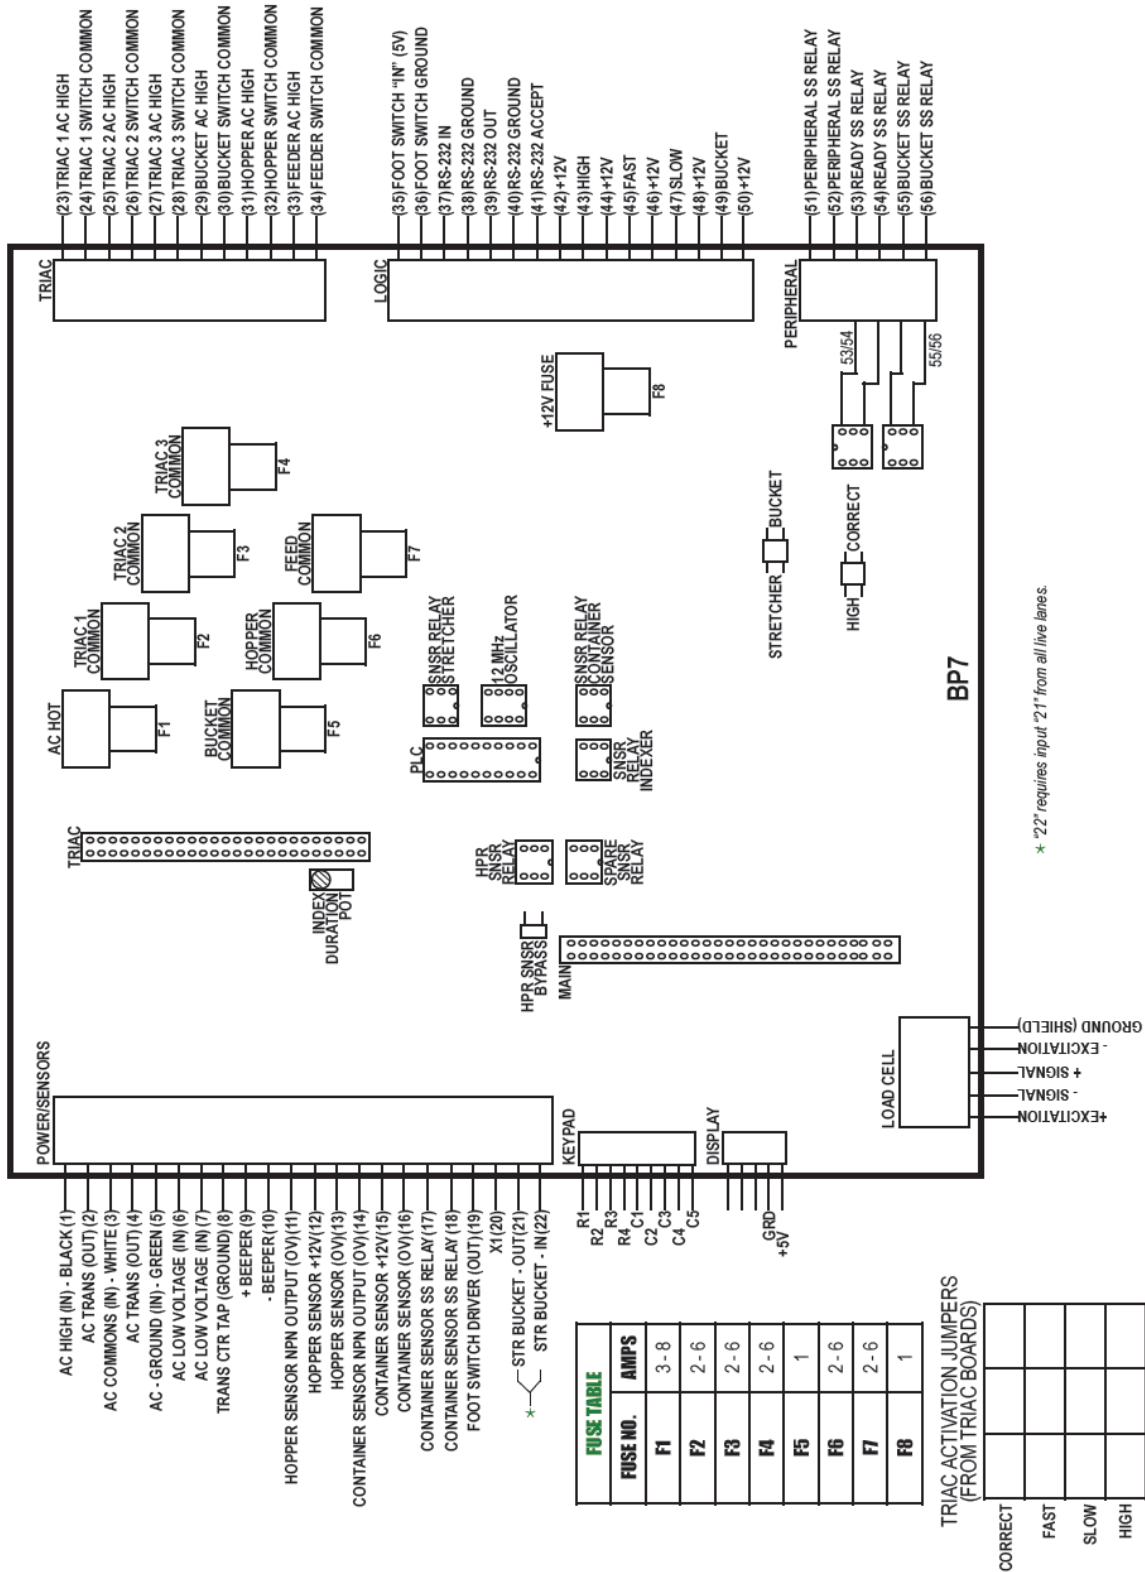 POWER/SENSORS
AC HIGH (IN) - BLACK (1)
AC TRANS (OUT) (2)
AC COMMONS (IN) - WHITE (3)
AC TRANS (OUT) (4)
AC - GROUND (IN) - GREEN (5)
AC LOW VOLTAGE (IN) (6)
AC LOW VOLTAGE (IN) (7)
TRANS CTR TAP (GROUND) (8)
+ BEEPER (9)
- BEEPER (10)
HOPPER SENSOR NPN OUTPUT (OV) (11)
HOPPER SENSOR +12V (12)
HOPPER SENSOR (OV) (13)
CONTAINER SENSOR NPN OUTPUT (OV) (14)
CONTAINER SENSOR +12V (15)
CONTAINER SENSOR (OV) (16)
CONTAINER SENSOR SS RELAY (17)
CONTAINER SENSOR SS RELAY (18)
FOOT SWITCH DRIVER (OUT) (19)
X1 (20)
* STR BUCKET - OUT (21)
STR BUCKET - IN (22)
KEYPAD
R1
R2
R3
R4
C1
C2
C3
C4
C5
DISPLAY
GRD
+5V
LOAD CELL
+EXCITATION
- SIGNAL
+ SIGNAL
- EXCITATION
GROUND (SHIELD)
TRIAC
INDEX
DURATION
POT
HPR SNSR
BYPASS
MAIN
HPR
SNSR
RELAY
SPARE
SNSR
RELAY
AC HOT
F1
TRIAC 1
COMMON
F2
TRIAC 2
COMMON
F3
TRIAC 3
COMMON
F4
BUCKET
COMMON
F5
HOPPER
COMMON
F6
FEED
COMMON
F7
PLC
SNSR RELAY
STRETCHER
12 MHz
OSCILLATOR
SNSR
RELAY
INDEXER
SNSR RELAY
CONTAINER
SENSOR
+12V FUSE
F8
STRETCHER
BUCKET
HIGH
CORRECT
BP7
TRIAC
(23) TRIAC 1 AC HIGH
(24) TRIAC 1 SWITCH COMMON
(25) TRIAC 2 AC HIGH
(26) TRIAC 2 SWITCH COMMON
(27) TRIAC 3 AC HIGH
(28) TRIAC 3 SWITCH COMMON
(29) BUCKET AC HIGH
(30) BUCKET SWITCH COMMON
(31) HOPPER AC HIGH
(32) HOPPER SWITCH COMMON
(33) FEEDER AC HIGH
(34) FEEDER SWITCH COMMON
LOGIC
(35) FOOT SWITCH "IN" (5V)
(36) FOOT SWITCH GROUND
(37) RS-232 IN
(38) RS-232 GROUND
(39) RS-232 OUT
(40) RS-232 GROUND
(41) RS-232 ACCEPT
(42) +12V
(43) HIGH
(44) +12V
(45) FAST
(46) +12V
(47) SLOW
(48) +12V
(49) BUCKET
(50) +12V
PERIPHERAL
53/54
55/56
(51) PERIPHERAL SS RELAY
(52) PERIPHERAL SS RELAY
(53) READY SS RELAY
(54) READY SS RELAY
(55) BUCKET SS RELAY
(56) BUCKET SS RELAY
FUSE TABLE
FUSE NO. AMPS
F1 3 - 8
F2 2 - 6
F3 2 - 6
F4 2 - 6
F5 1
F6 2 - 6
F7 2 - 6
F8 1
TRIAC ACTIVATION JUMPERS
(FROM TRIAC BOARDS)
CORRECT
FAST
SLOW
HIGH
* "22" requires input "21" from all live lanes.